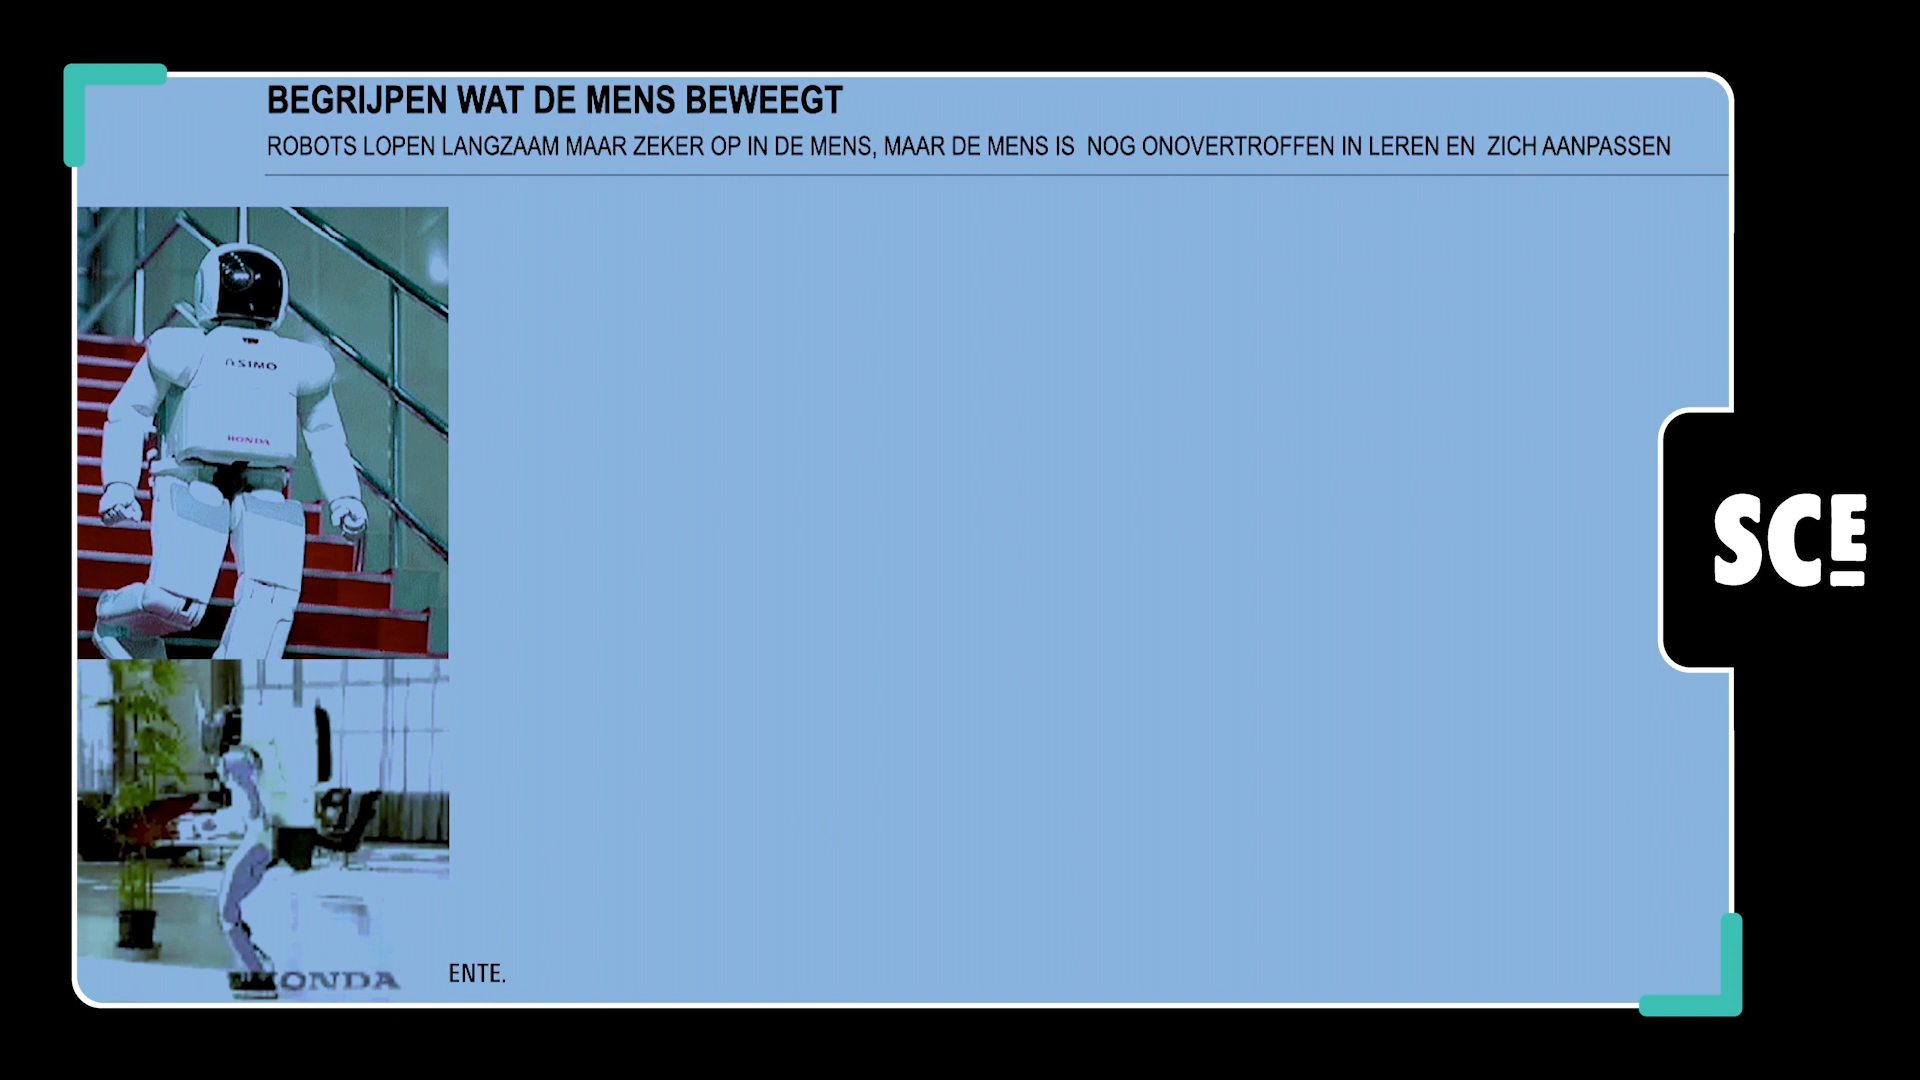 BEGRIJPEN WAT DE MENS BEWEEGT
ROBOTS LOPEN LANGZAAM MAAR ZEKER OP IN DE MENS, MAAR DE MENS IS NOG ONOVERTROFFEN IN LEREN EN ZICH AANPASSEN
ASIMO
HONDA
SCE
HONDA
ENTE.